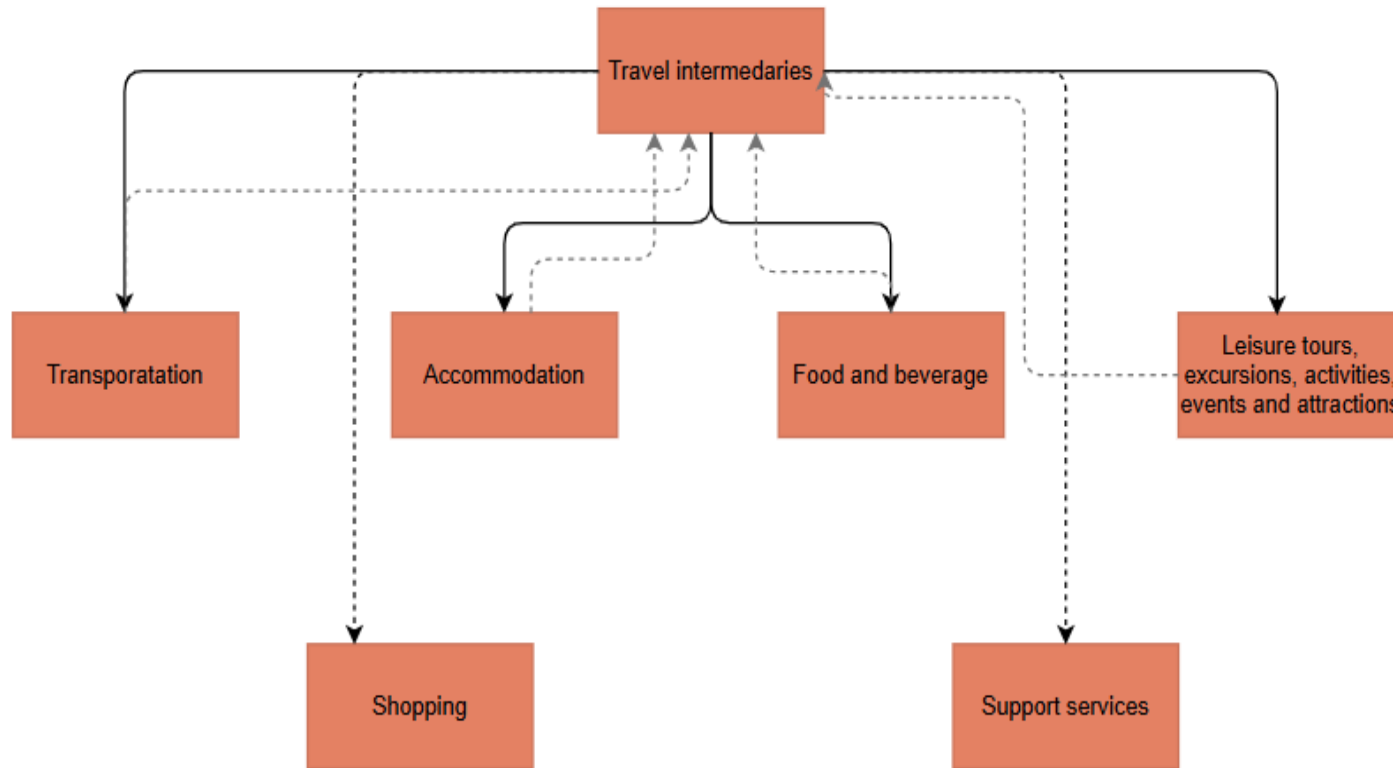 Travel intermedaries
Transporatation
Accommodation
Food and beverage
Leisure tours,
excursions, activities,
events and attractions
Shopping
Support services